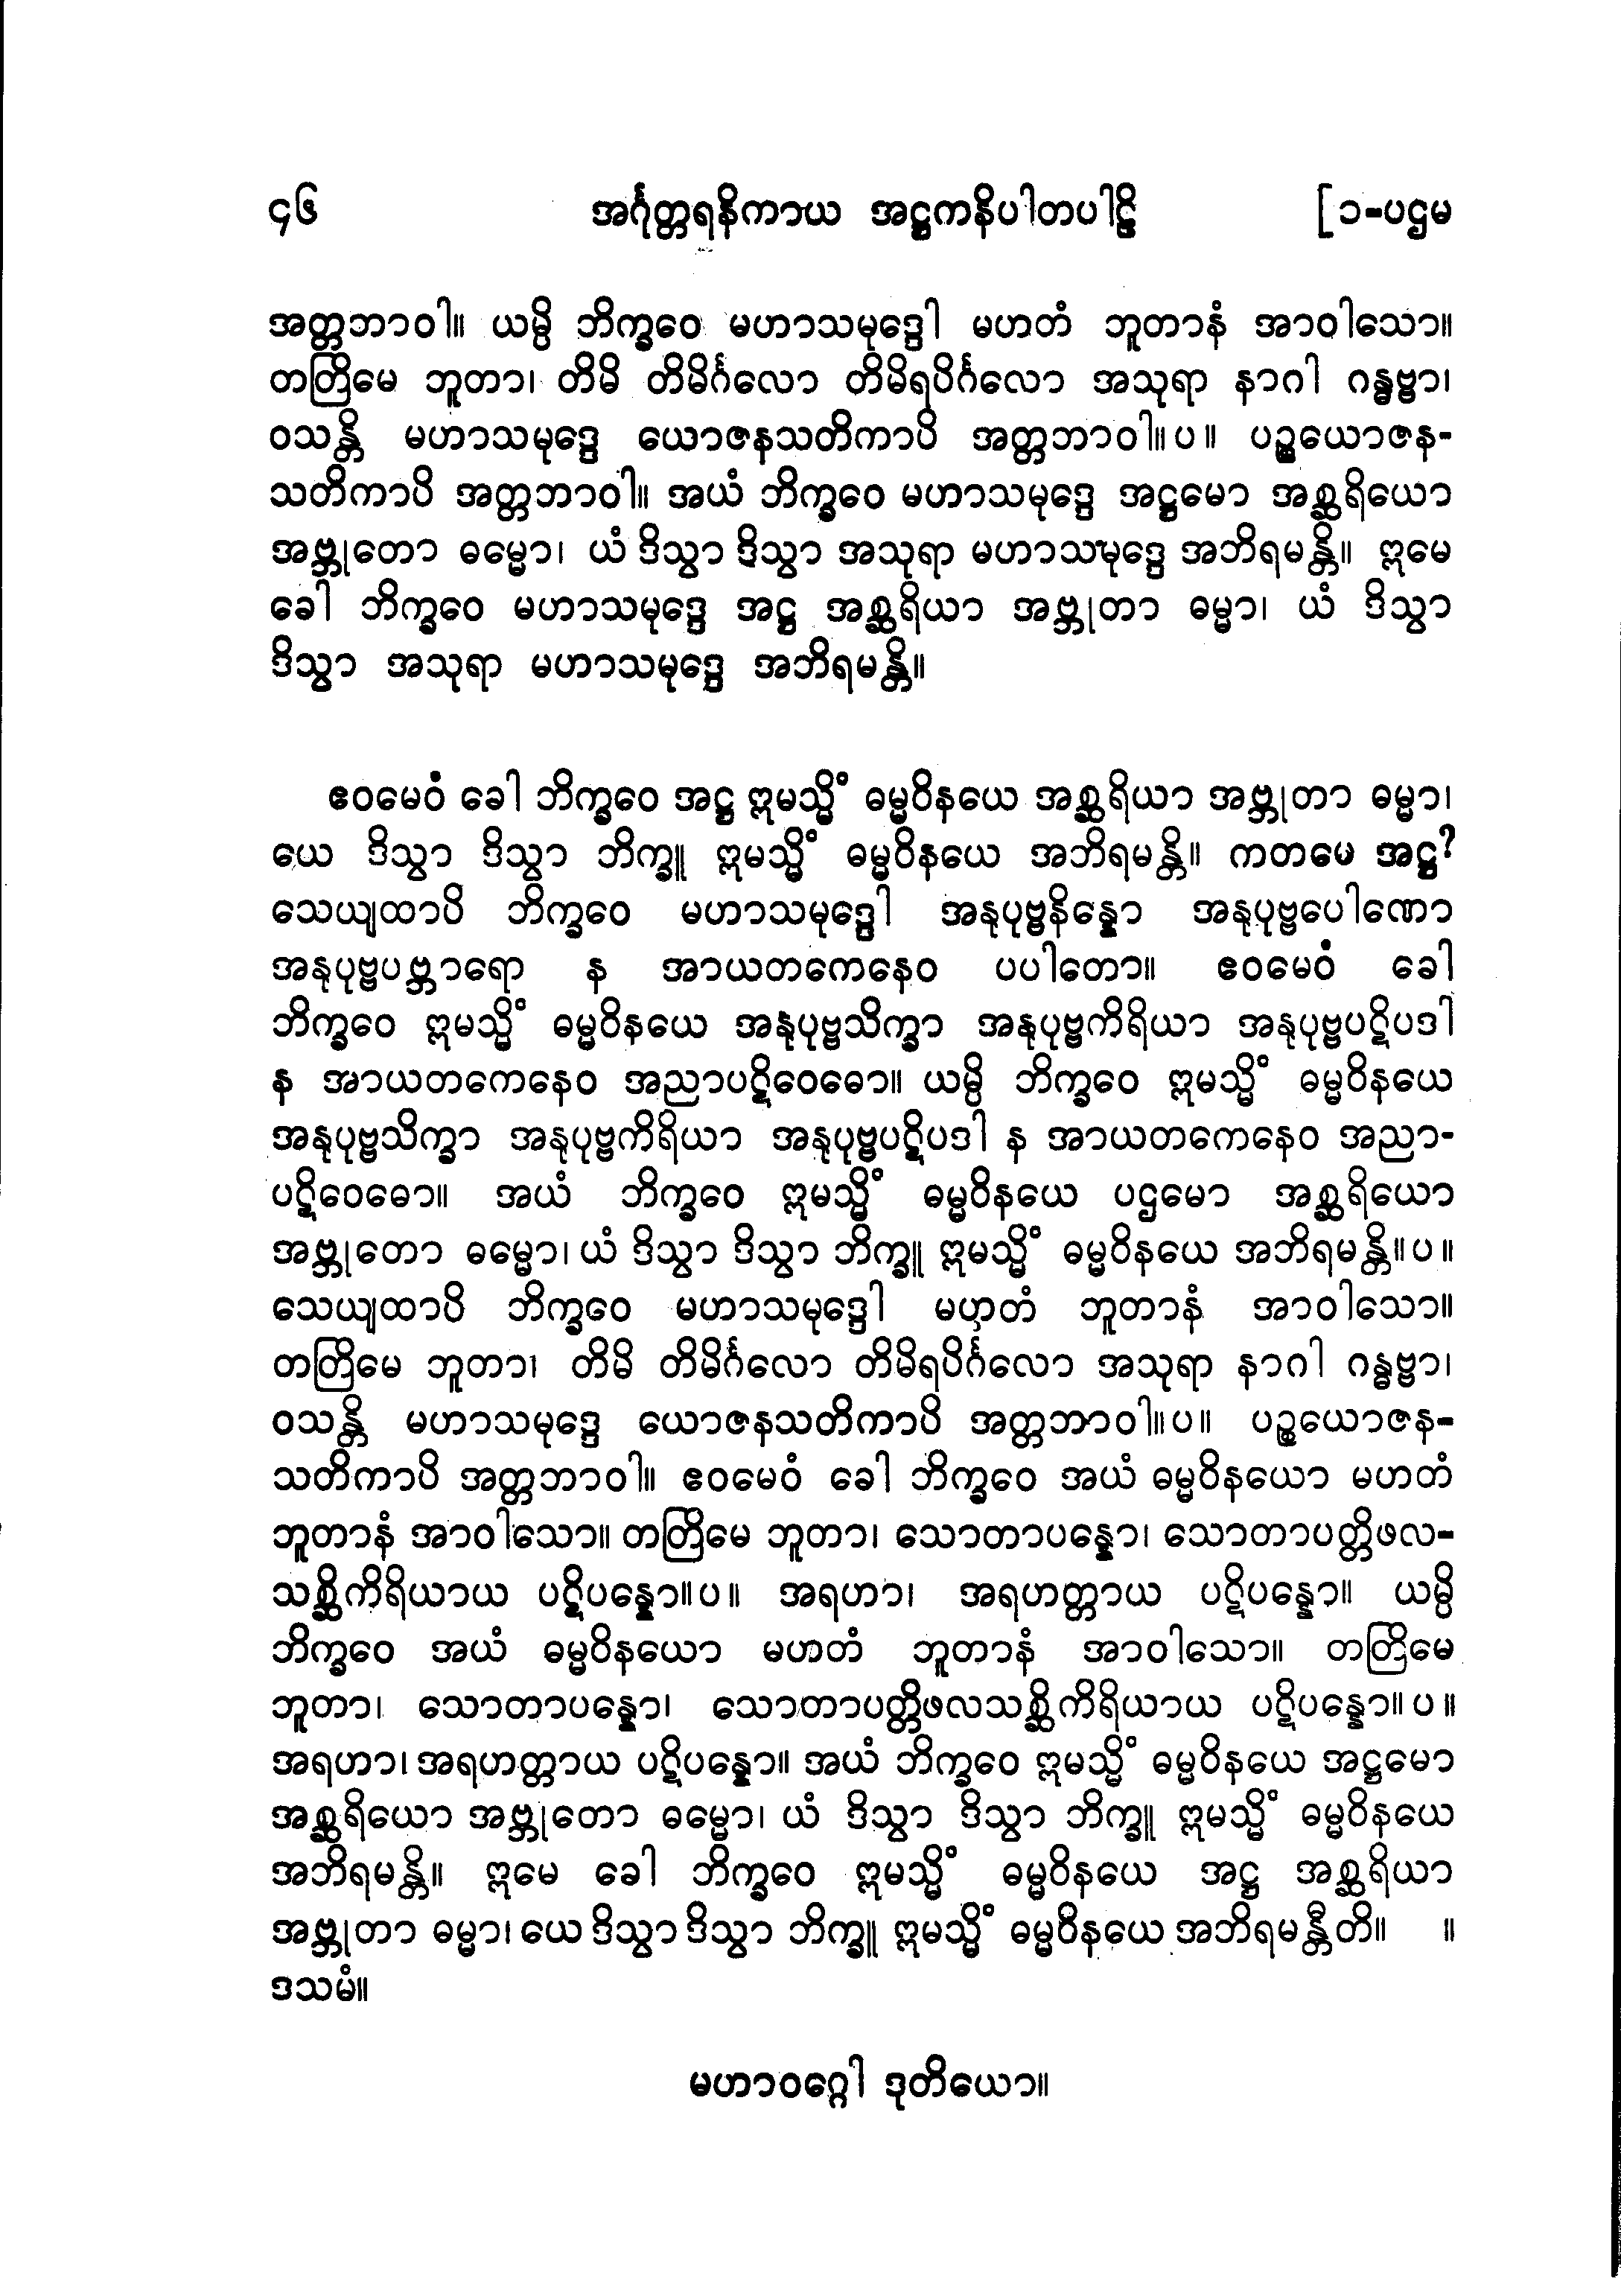 ၄၆ အင်္ဂုတ္တရနိကာယ အဋ္ဌကနိပါတပါဠိ [ ၁-ပဌမ
အတ္တဘာဝါ။ ယမ္ပိ ဘိက္ခဝေ မဟာသမုဒ္ဒေါ မဟတံ ဘူတာနံ အာဝါသော။
တတြိမေ ဘူတာ၊ တိမိ တိမိင်္ဂလော တိမိရပိင်္ဂလော အသုရာ နာဂါ ဂန္ဓဗ္ဗာ၊
ဝသန္တိ မဟာသမုဒ္ဒေ ယောဇနသတိကာပိ အတ္တဘာဝါ။ပ။ ပဉ္စယောဇန-
သတိကာပိ အတ္တဘာဝါ။ အယံ ဘိက္ခဝေ မဟာသမုဒ္ဒေ အဋ္ဌမော အစ္ဆရိယော
အဗ္ဘုတော ဓမ္မော၊ ယံ ဒိသွာ ဒိသွာ အသုရာ မဟာသမုဒ္ဒေ အဘိရမန္တိ။ ဣမေ
ခေါ ဘိက္ခဝေ မဟာသမုဒ္ဒေ အဋ္ဌ အစ္ဆရိယာ အဗ္ဘုတာ ဓမ္မာ၊ ယံ ဒိသွာ
ဒိသွာ အသုရာ မဟာသမုဒ္ဒေ အဘိရမန္တိ။
ဧဝမေဝံ ခေါ ဘိက္ခဝေ အဋ္ဌ ဣမသ္မိံ ဓမ္မဝိနယေ အစ္ဆရိယာ အဗ္ဘုတာ ဓမ္မာ၊
ယေ ဒိသွာ ဒိသွာ ဘိက္ခူ ဣမသ္မိံ ဓမ္မဝိနယေ အဘိရမန္တိ။ ကတမေ အဋ္ဌ?
သေယျထာပိ ဘိက္ခဝေ မဟာသမုဒ္ဒေါ အနုပုဗ္ဗနိန္နော အနုပုဗ္ဗပေါဏော
အနုပုဗ္ဗပဗ္ဘာရော န အာယတကေနေဝ ပပါတော။ ဧဝမေဝံ ခေါ
ဘိက္ခဝေ ဣမသ္မိံ ဓမ္မဝိနယေ အနုပုဗ္ဗသိက္ခာ အနုပုဗ္ဗကိရိယာ အနုပုဗ္ဗပဋိပဒါ
န အာယတကေနေဝ အညာပဋိဝေဓော။ ယမ္ပိ ဘိက္ခဝေ ဣမသ္မိံ ဓမ္မဝိနယေ
အနုပုဗ္ဗသိက္ခာ အနုပုဗ္ဗကိရိယာ အနုပုဗ္ဗပဋိပဒါ န အာယတကေနေဝ အညာ-
ပဋိဝေဓော။ အယံ ဘိက္ခဝေ ဣမသ္မိံ ဓမ္မဝိနယေ ပဌမော အစ္ဆရိယော
အဗ္ဘုတော ဓမ္မော၊ ယံ ဒိသွာ ဒိသွာ ဘိက္ခူ ဣမသ္မိံ ဓမ္မဝိနယေ အဘိရမန္တိ။ပ။
သေယျထာပိ ဘိက္ခဝေ မဟာသမုဒ္ဒေါ မဟတံ ဘူတာနံ အာဝါသော။
တတြိမေ ဘူတာ၊ တိမိ တိမိင်္ဂလော တိမိရပိင်္ဂလော အသုရာ နာဂါ ဂန္ဓဗ္ဗာ၊
ဝသန္တိ မဟာသမုဒ္ဒေ ယောဇနသတိကာပိ အတ္တဘာဝါ။ပ။ ပဉ္စယောဇန-
သတိကာပိ အတ္တဘာဝါ။ ဧဝမေဝံ ခေါ ဘိက္ခဝေ အယံ ဓမ္မဝိနယော မဟတံ
ဘူတာနံ အာဝါသော။ တတြိမေ ဘူတာ၊ သောတာပန္နော၊ သောတာပတ္တိဖလ-
သစ္ဆိကိရိယာယ ပဋိပန္နော။ပ။ အရဟာ၊ အရဟတ္တာယ ပဋိပန္နော။ ယမ္ပိ
ဘိက္ခဝေ အယံ ဓမ္မဝိနယော မဟတံ ဘူတာနံ အာဝါသော။ တတြိမေ
ဘူတာ၊ သောတာပန္နော၊ သောတာပတ္တိဖလသစ္ဆိကိရိယာယ ပဋိပန္နော။ပ။
အရဟာ၊ အရဟတ္တာယ ပဋိပန္နော။ အယံ ဘိက္ခဝေ ဣမသ္မိံ ဓမ္မဝိနယေ အဋ္ဌမော
အစ္ဆရိယော အဗ္ဘုတော ဓမ္မော၊ ယံ ဒိသွာ ဒိသွာ ဘိက္ခူ ဣမသ္မိံ ဓမ္မဝိနယေ
အဘိရမန္တိ။ ဣမေ ခေါ ဘိက္ခဝေ ဣမသ္မိံ ဓမ္မဝိနယေ အဋ္ဌ အစ္ဆရိယာ
အဗ္ဘုတာ ဓမ္မာ၊ ယေ ဒိသွာ ဒိသွာ ဘိက္ခူ ဣမသ္မိံ ဓမ္မဝိနယေ အဘိရမန္တီတိ။ ။
ဒသမံ။
မဟာဝဂ္ဂေါ ဒုတိယော။